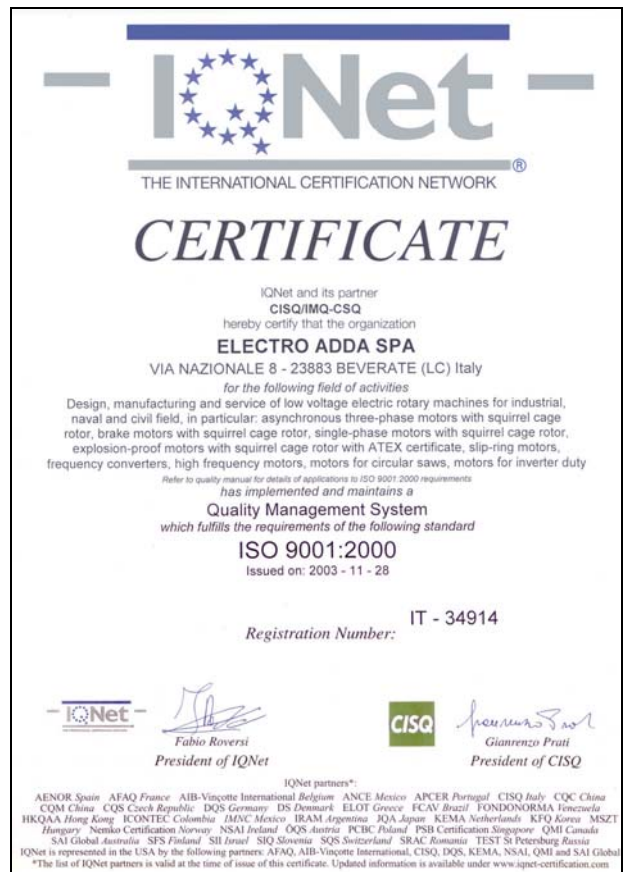 IQNet
®
THE INTERNATIONAL CERTIFICATION NETWORK
CERTIFICATE
IQNet and its partner
CISQ/IMQ-CSQ
hereby certify that the organization
ELECTRO ADDA SPA
VIA NAZIONALE 8 - 23883 BEVERATE (LC) Italy
for the following field of activities
Design, manufacturing and service of low voltage electric rotary machines for industrial,
naval and civil field, in particular: asynchronous three-phase motors with squirrel cage
rotor, brake motors with squirrel cage rotor, single-phase motors with squirrel cage rotor,
explosion-proof motors with squirrel cage rotor with ATEX certificate, slip-ring motors,
frequency converters, high frequency motors, motors for circular saws, motors for inverter duty
Refer to quality manual for details of applications to ISO 9001:2000 requirements
has implemented and maintains a
Quality Management System
which fulfills the requirements of the following standard
ISO 9001:2000
Issued on: 2003 - 11 - 28
IT - 34914
Registration Number:
IQNet
CISQ
Fabio Roversi
Gianrenzo Prati
President of IQNet
President of CISQ
IQNet partners*:
AENOR Spain AFAQ France AIB-Vinçotte International Belgium ANCE Mexico APCER Portugal CISQ Italy CQC China
CQM China CQS Czech Republic DQS Germany DS Denmark ELOT Greece FCAV Brazil FONDONORMA Venezuela
HKQAA Hong Kong ICONTEC Colombia IMNC Mexico IRAM Argentina JQA Japan KEMA Netherlands KFQ Korea MSZT
Hungary Nemko Certification Norway NSAI Ireland ÖQS Austria PCBC Poland PSB Certification Singapore QMI Canada
SAI Global Australia SFS Finland SII Israel SIQ Slovenia SQS Switzerland SRAC Romania TEST St Petersburg Russia
IQNet is represented in the USA by the following partners: AFAQ, AIB-Vinçotte International, CISQ, DQS, KEMA, NSAI, QMI and SAI Global
*The list of IQNet partners is valid at the time of issue of this certificate. Updated information is available under www.iqnet-certification.com